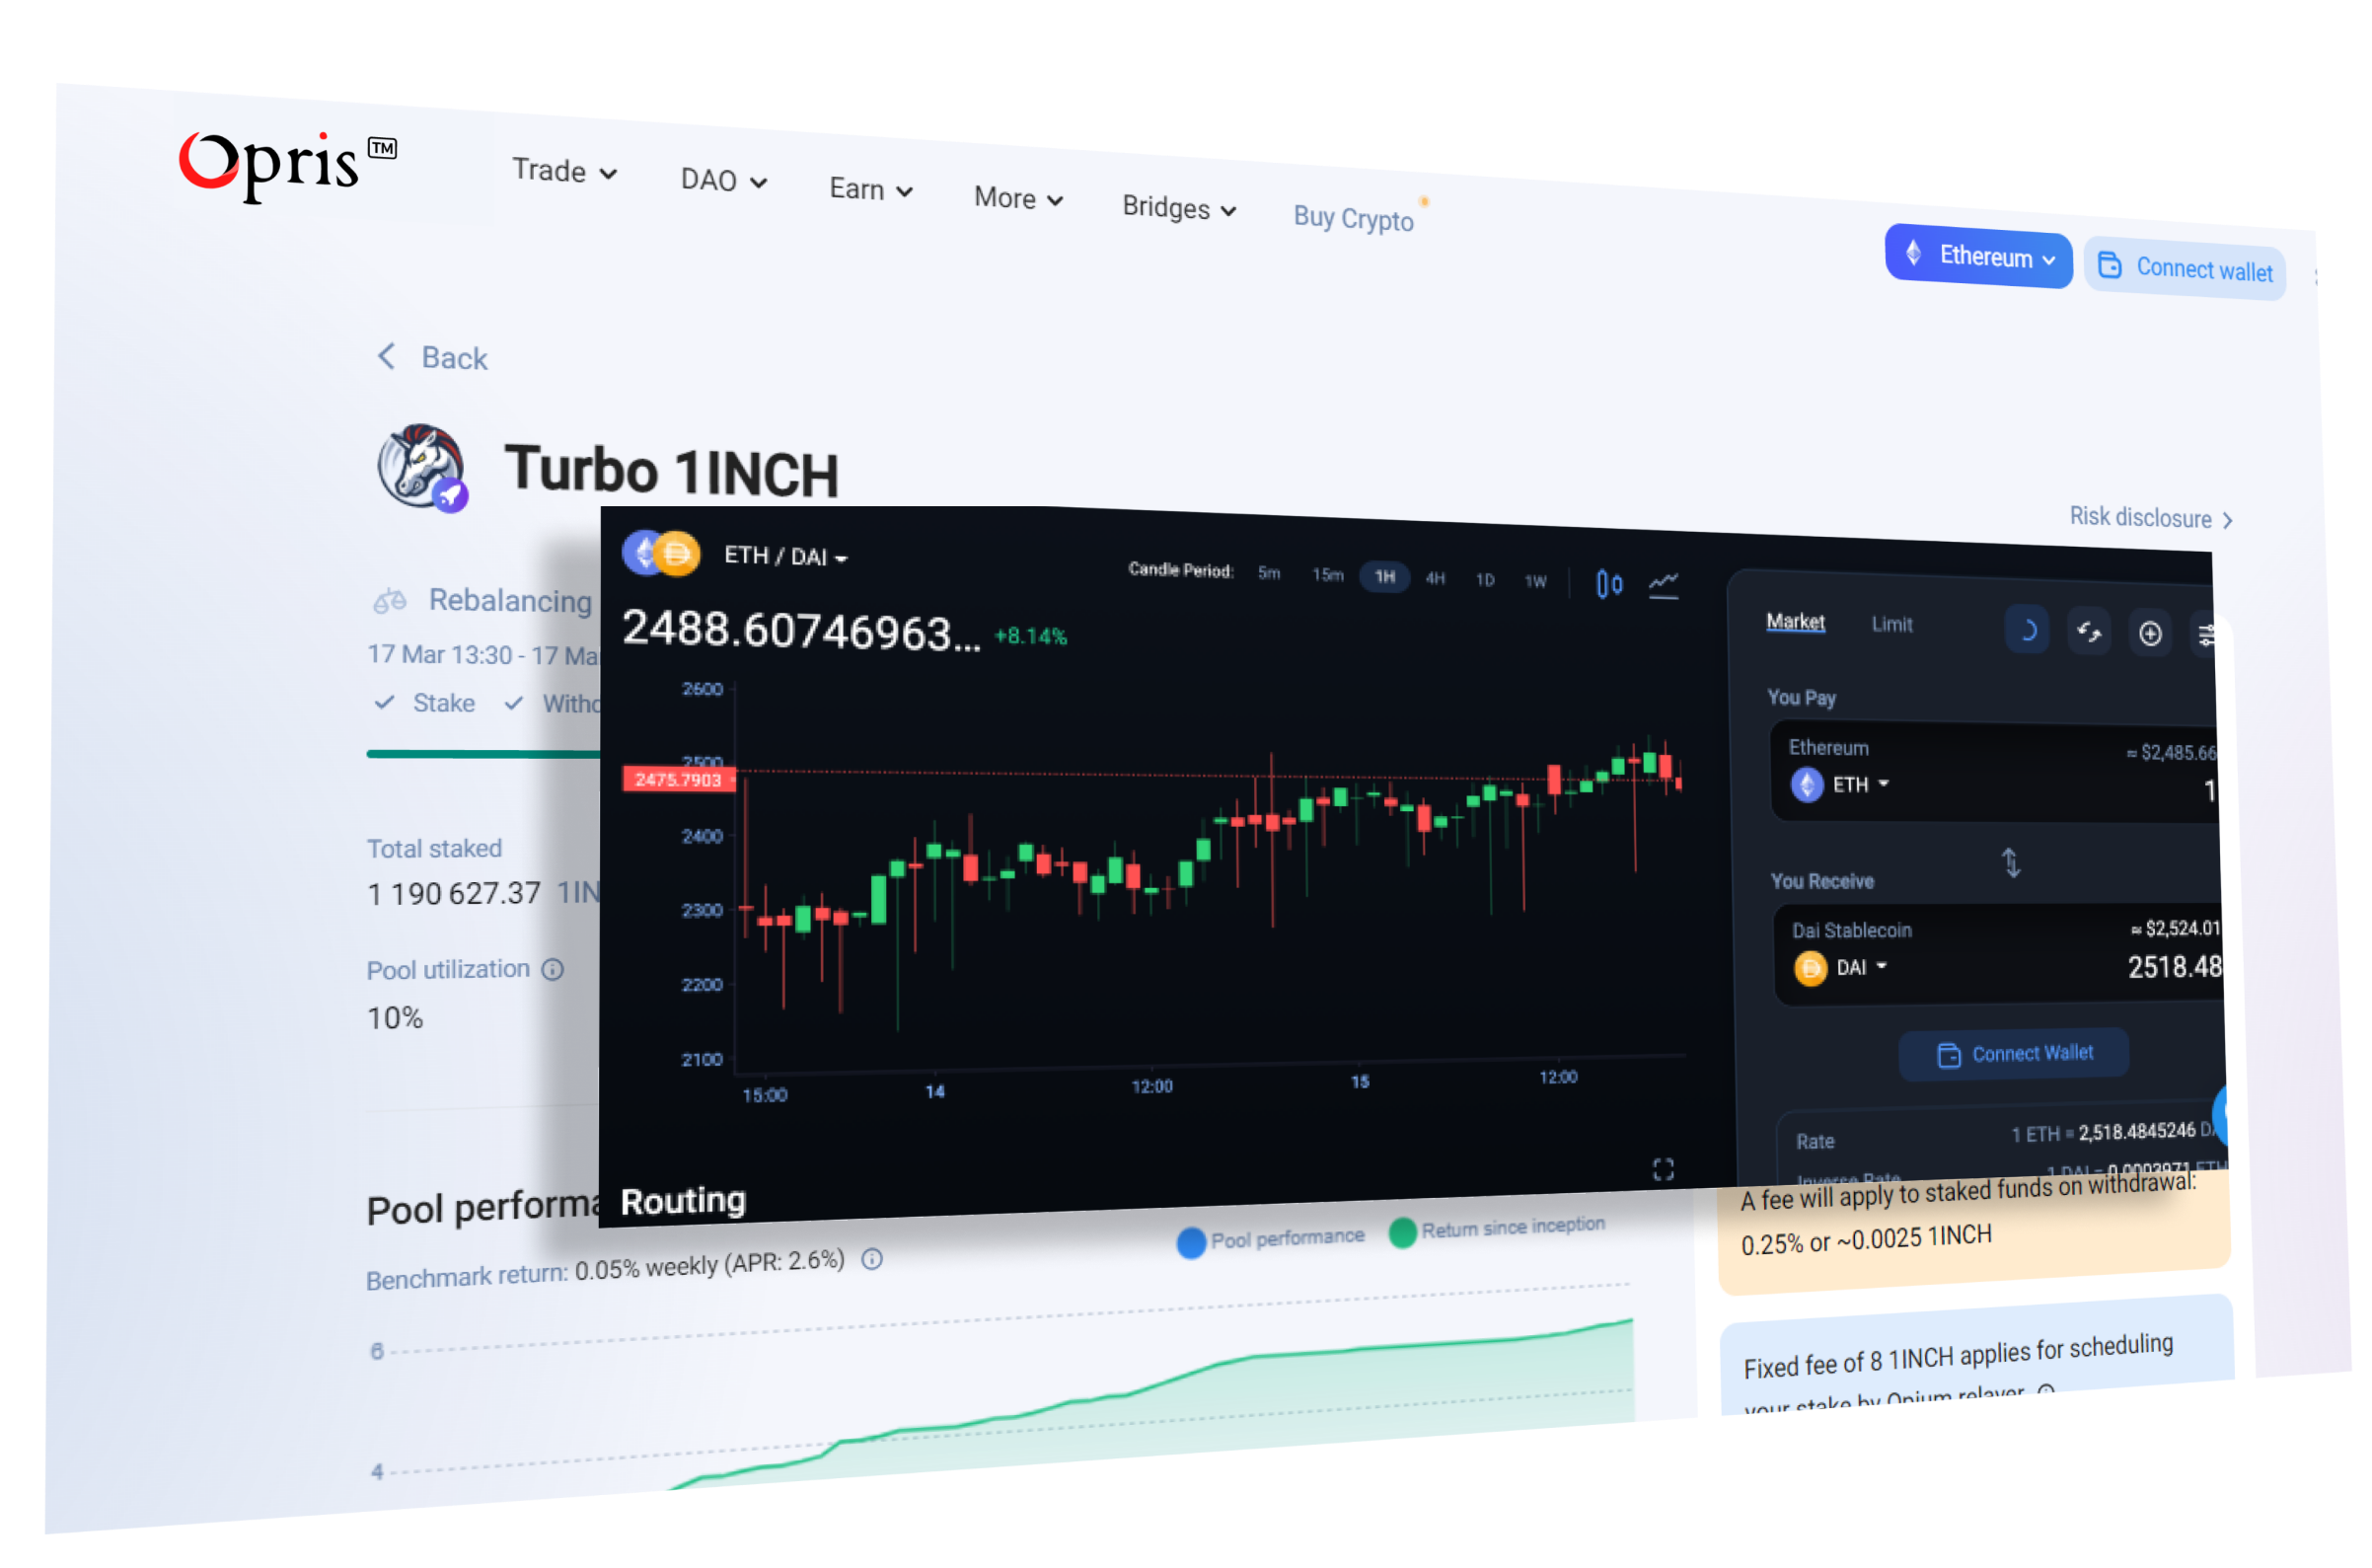 Opris TM
Trade DAO Earn More Bridges Buy Crypto
Ethereum Connect wallet
Back
Turbo 1INCH
Risk disclosure
Rebalancing
17 Mar 13:30 - 17
Stake
Total staked
1 190 627.37
Pool utilization
10%
ETH / DAI
Candle Period: 5m 15m 1H 4H 1D 1W
2488.60746963... +8.14%
2600
2500
2475.7903
2400
2300
2200
2100
15:00 14 12:00 15 12:00
Routing
Market Limit
You Pay
Ethereum ≈ $2,485.66
ETH 1
You Receive
Dai Stablecoin ≈ $2,524.01
DAI 2518.48
Connect Wallet
Rate 1 ETH = 2,518.4845246
Inverse Rate 1 DAI = 0.0003971 ETH
A fee will apply to staked funds on withdrawal:
0.25% or ~0.0025 1INCH
Fixed fee of 8 1INCH applies for scheduling
your stake by Opium relayer
Pool
Benchmark return: 0.05% weekly (APR: 2.6%)
Pool performance Return since inception
6
4